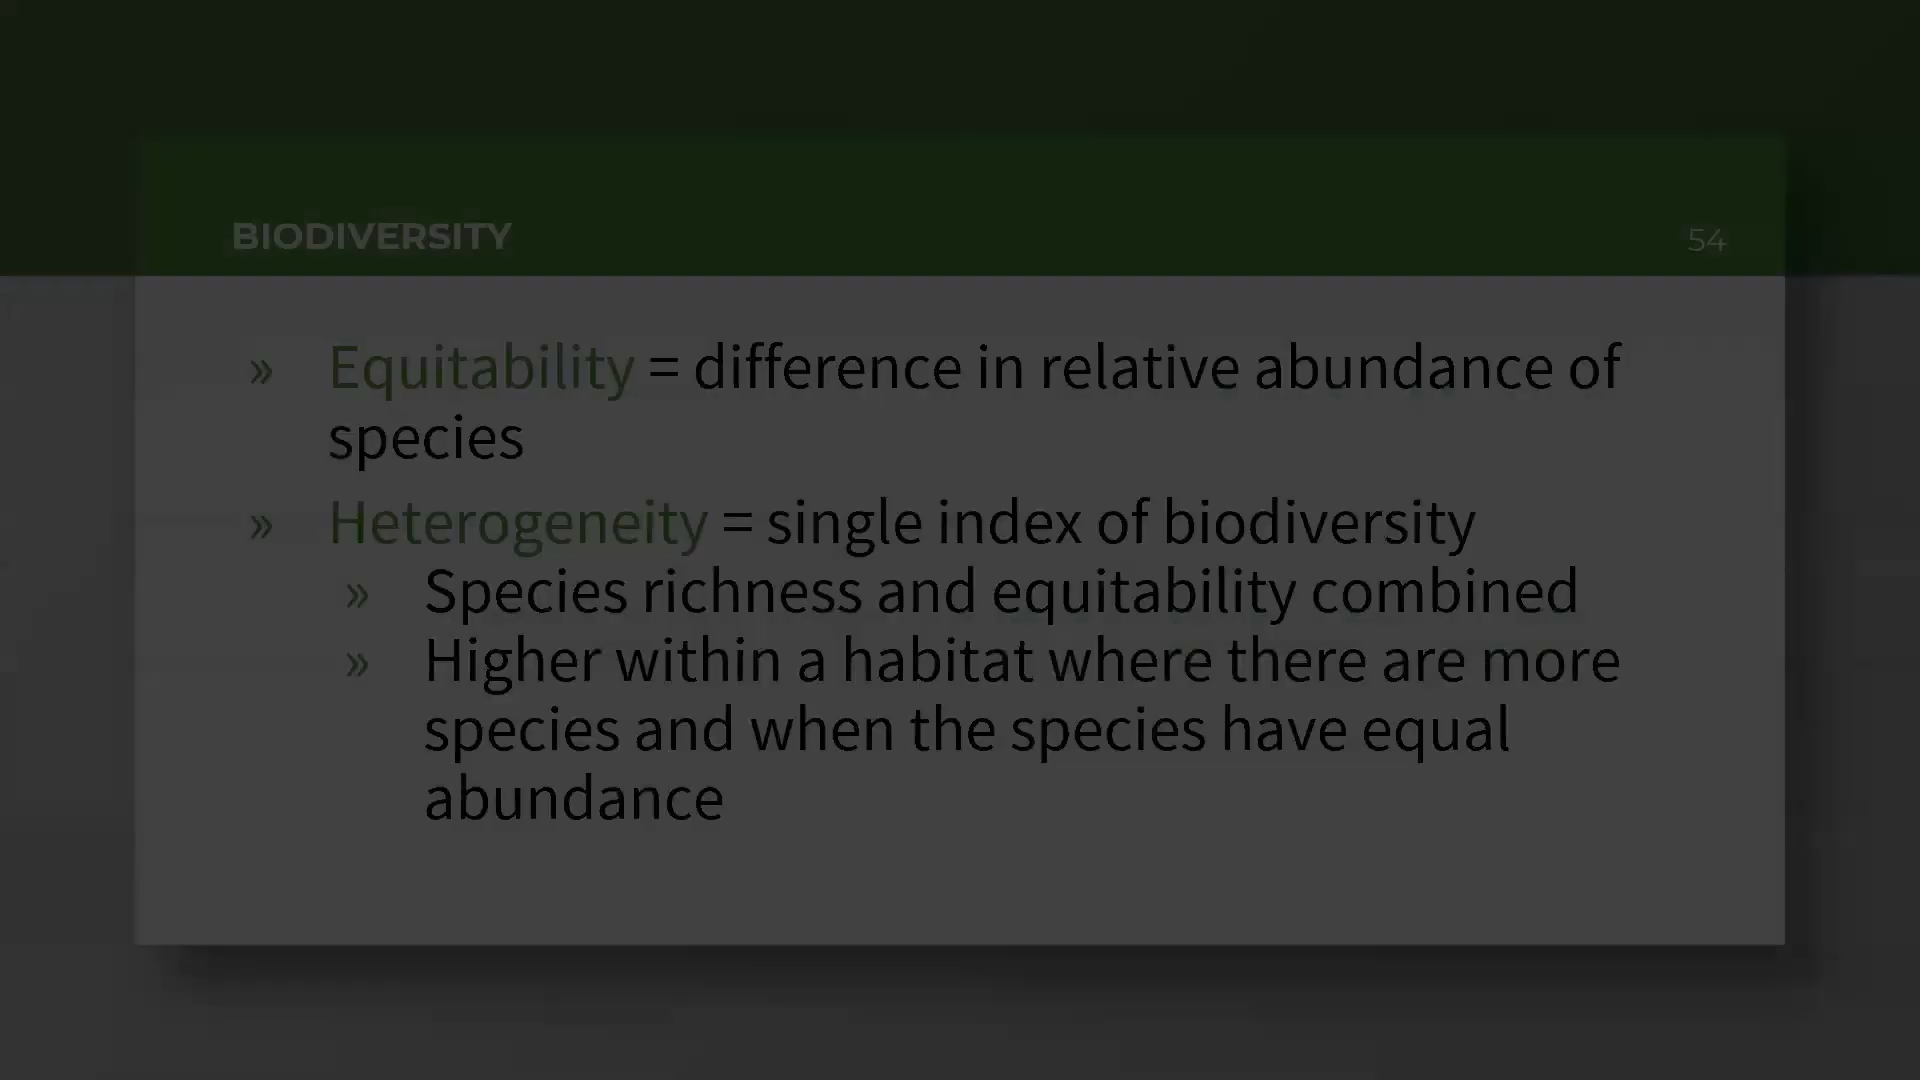 BIODIVERSITY
54
» Equitability = difference in relative abundance of
species
» Heterogeneity = single index of biodiversity
» Species richness and equitability combined
» Higher within a habitat where there are more
species and when the species have equal
abundance